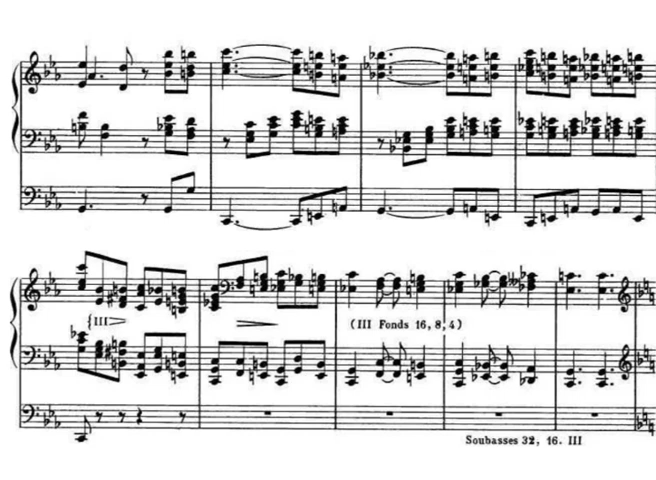 {III
(III Fonds 16, 8, 4)
Soubasses 32, 16. III